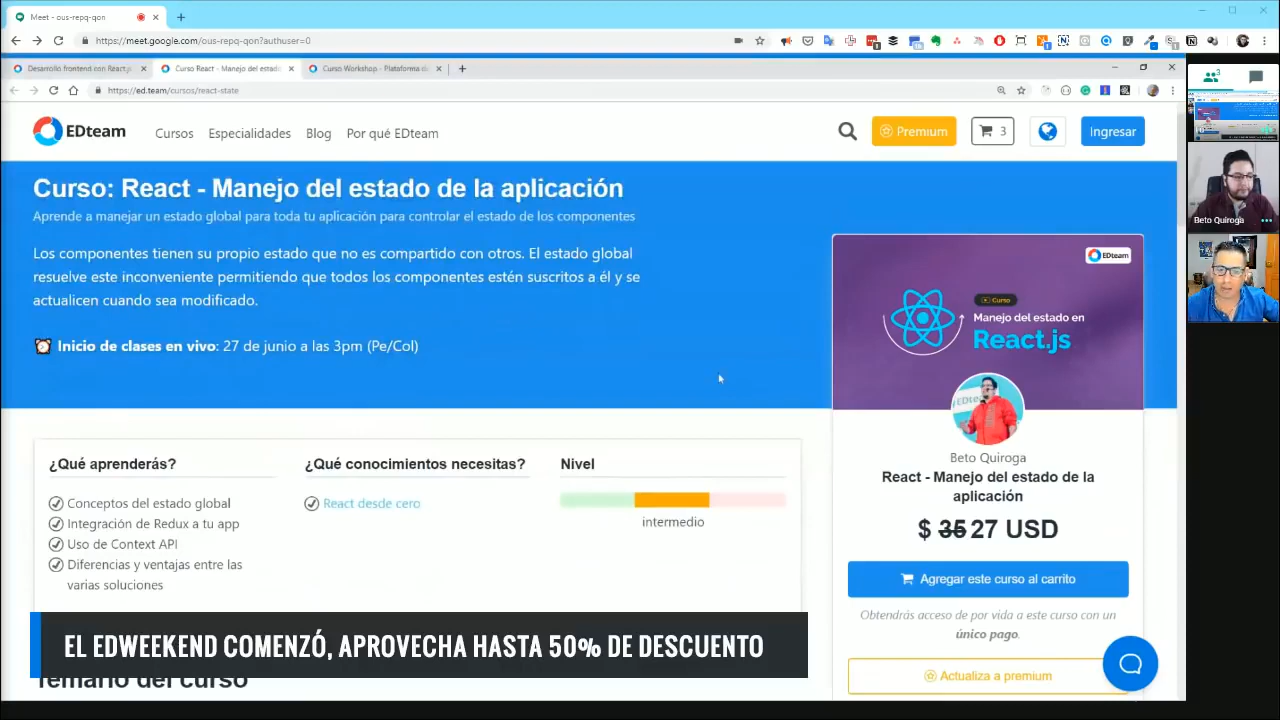 Meet - ous-repq-qon
https://meet.google.com/ous-repq-qon?authuser=0
Desarrollo frontend con React.js
Curso React - Manejo del estado
Curso Workshop - Plataforma de
https://ed.team/cursos/react-state
EDteam
Cursos
Especialidades
Blog
Por qué EDteam
Premium
3
Ingresar
Curso: React - Manejo del estado de la aplicación
Aprende a manejar un estado global para toda tu aplicación para controlar el estado de los componentes
Los componentes tienen su propio estado que no es compartido con otros. El estado global
resuelve este inconveniente permitiendo que todos los componentes estén suscritos a él y se
actualicen cuando sea modificado.
Inicio de clases en vivo: 27 de junio a las 3pm (Pe/Col)
EDteam
Curso
Manejo del estado en
React.js
Beto Quiroga
React - Manejo del estado de la
aplicación
$ 35 27 USD
Agregar este curso al carrito
Obtendrás acceso de por vida a este curso con un
único pago.
Actualiza a premium
¿Qué aprenderás?
Conceptos del estado global
Integración de Redux a tu app
Uso de Context API
Diferencias y ventajas entre las
varias soluciones
¿Qué conocimientos necesitas?
React desde cero
Nivel
intermedio
EL EDWEEKEND COMENZÓ, APROVECHA HASTA 50% DE DESCUENTO
Temario del curso
3
Beto Quiroga